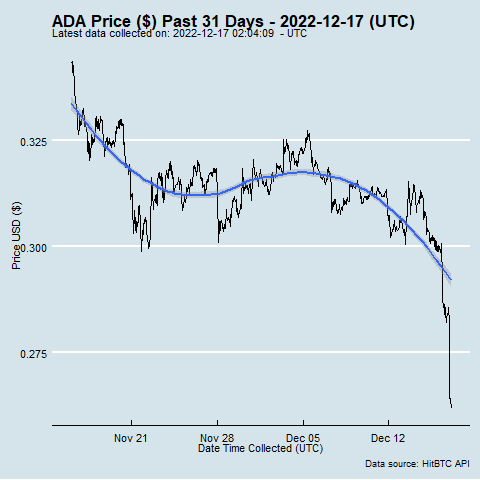 ADA Price ($) Past 31 Days - 2022-12-17 (UTC)
Latest data collected on: 2022-12-17 02:04:09 - UTC
Price USD ($)
0.325
0.300
0.275
Nov 21 Nov 28 Dec 05 Dec 12
Date Time Collected (UTC)
Data source: HitBTC API